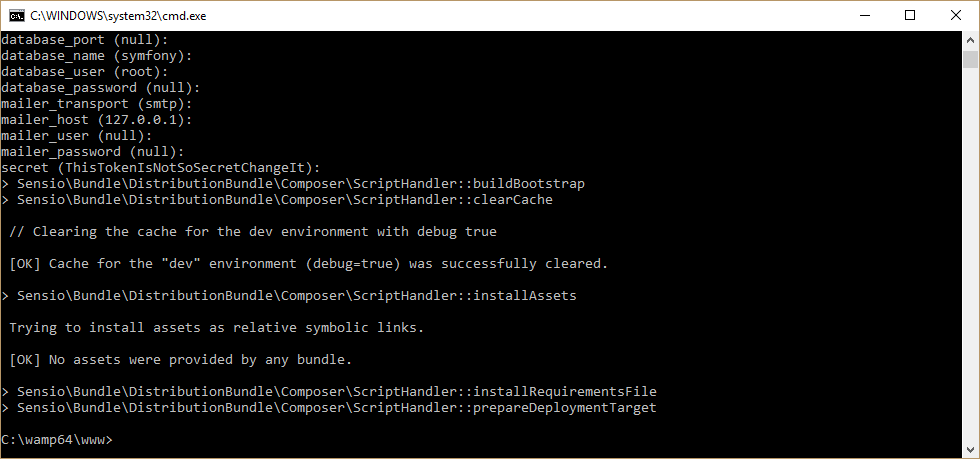 C:\WINDOWS\system32\cmd.exe
database_port (null):
database_name (symfony):
database_user (root):
database_password (null):
mailer_transport (smtp):
mailer_host (127.0.0.1):
mailer_user (null):
mailer_password (null):
secret (ThisTokenIsNotSoSecretChangeIt):
> Sensio\Bundle\DistributionBundle\Composer\ScriptHandler::buildBootstrap
> Sensio\Bundle\DistributionBundle\Composer\ScriptHandler::clearCache
// Clearing the cache for the dev environment with debug true
[OK] Cache for the "dev" environment (debug=true) was successfully cleared.
> Sensio\Bundle\DistributionBundle\Composer\ScriptHandler::installAssets
Trying to install assets as relative symbolic links.
[OK] No assets were provided by any bundle.
> Sensio\Bundle\DistributionBundle\Composer\ScriptHandler::installRequirementsFile
> Sensio\Bundle\DistributionBundle\Composer\ScriptHandler::prepareDeploymentTarget
C:\wamp64\www>